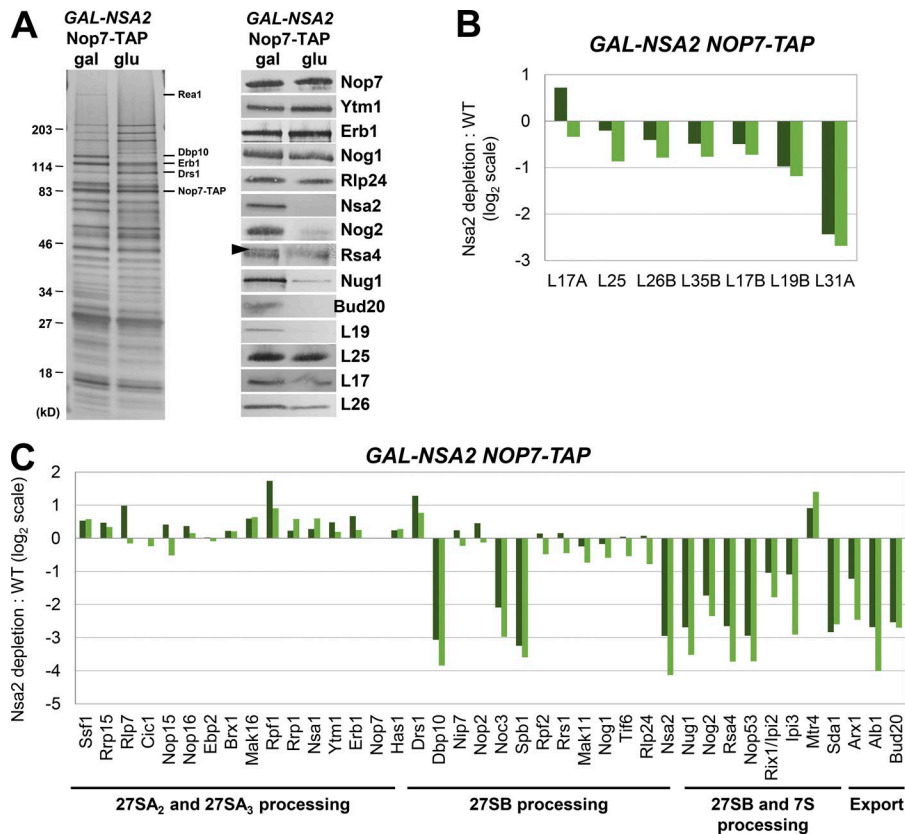 A
GAL-NSA2
Nop7-TAP
gal glu
203
114
83
46
34
27
18
(kD)
Rea1
Dbp10
Erb1
Drs1
Nop7-TAP
GAL-NSA2
Nop7-TAP
gal glu
Nop7
Ytm1
Erb1
Nog1
Rlp24
Nsa2
Nog2
Rsa4
Nug1
Bud20
L19
L25
L17
L26
B
GAL-NSA2 NOP7-TAP
Nsa2 depletion : WT
(log2 scale)
1
0
-1
-2
-3
L17A L25 L26B L35B L17B L19B L31A
C
GAL-NSA2 NOP7-TAP
Nsa2 depletion : WT (log2 scale)
2
1
0
-1
-2
-3
-4
-5
Ssf1
Rrp15
Rlp7
Cic1
Nop15
Nop16
Ebp2
Brx1
Mak16
Rpf1
Rrp1
Nsa1
Ytm1
Erb1
Nop7
Has1
Drs1
Dbp10
Nip7
Nop2
Noc3
Spb1
Rpf2
Rrs1
Mak11
Nog1
Tif6
Rlp24
Nsa2
Nug1
Nog2
Rsa4
Nop53
Rix1/Ipi2
Ipi3
Mtr4
Sda1
Arx1
Alb1
Bud20
27SA2 and 27SA3 processing
27SB processing
27SB and 7S
processing
Export